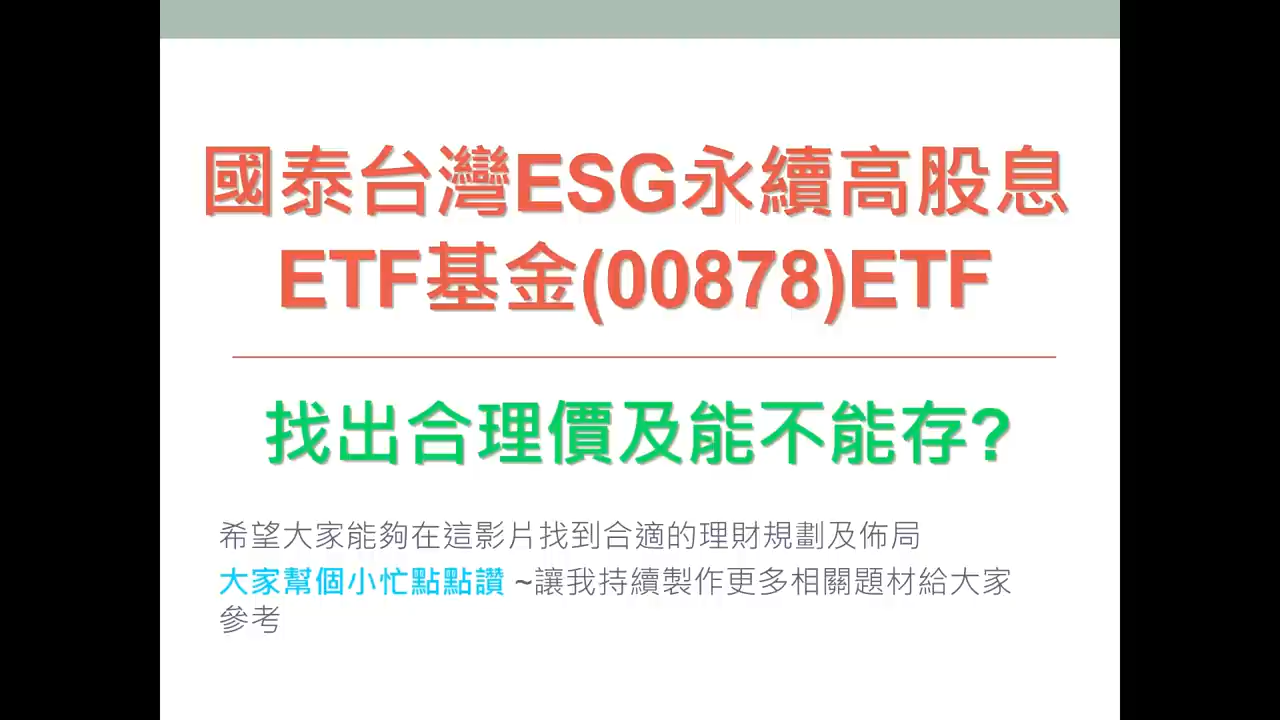 國泰台灣ESG永續高股息
ETF基金(00878)ETF
找出合理價及能不能存?
希望大家能夠在這影片找到合適的理財規劃及佈局
大家幫個小忙點點讚 ~讓我持續製作更多相關題材給大家
參考